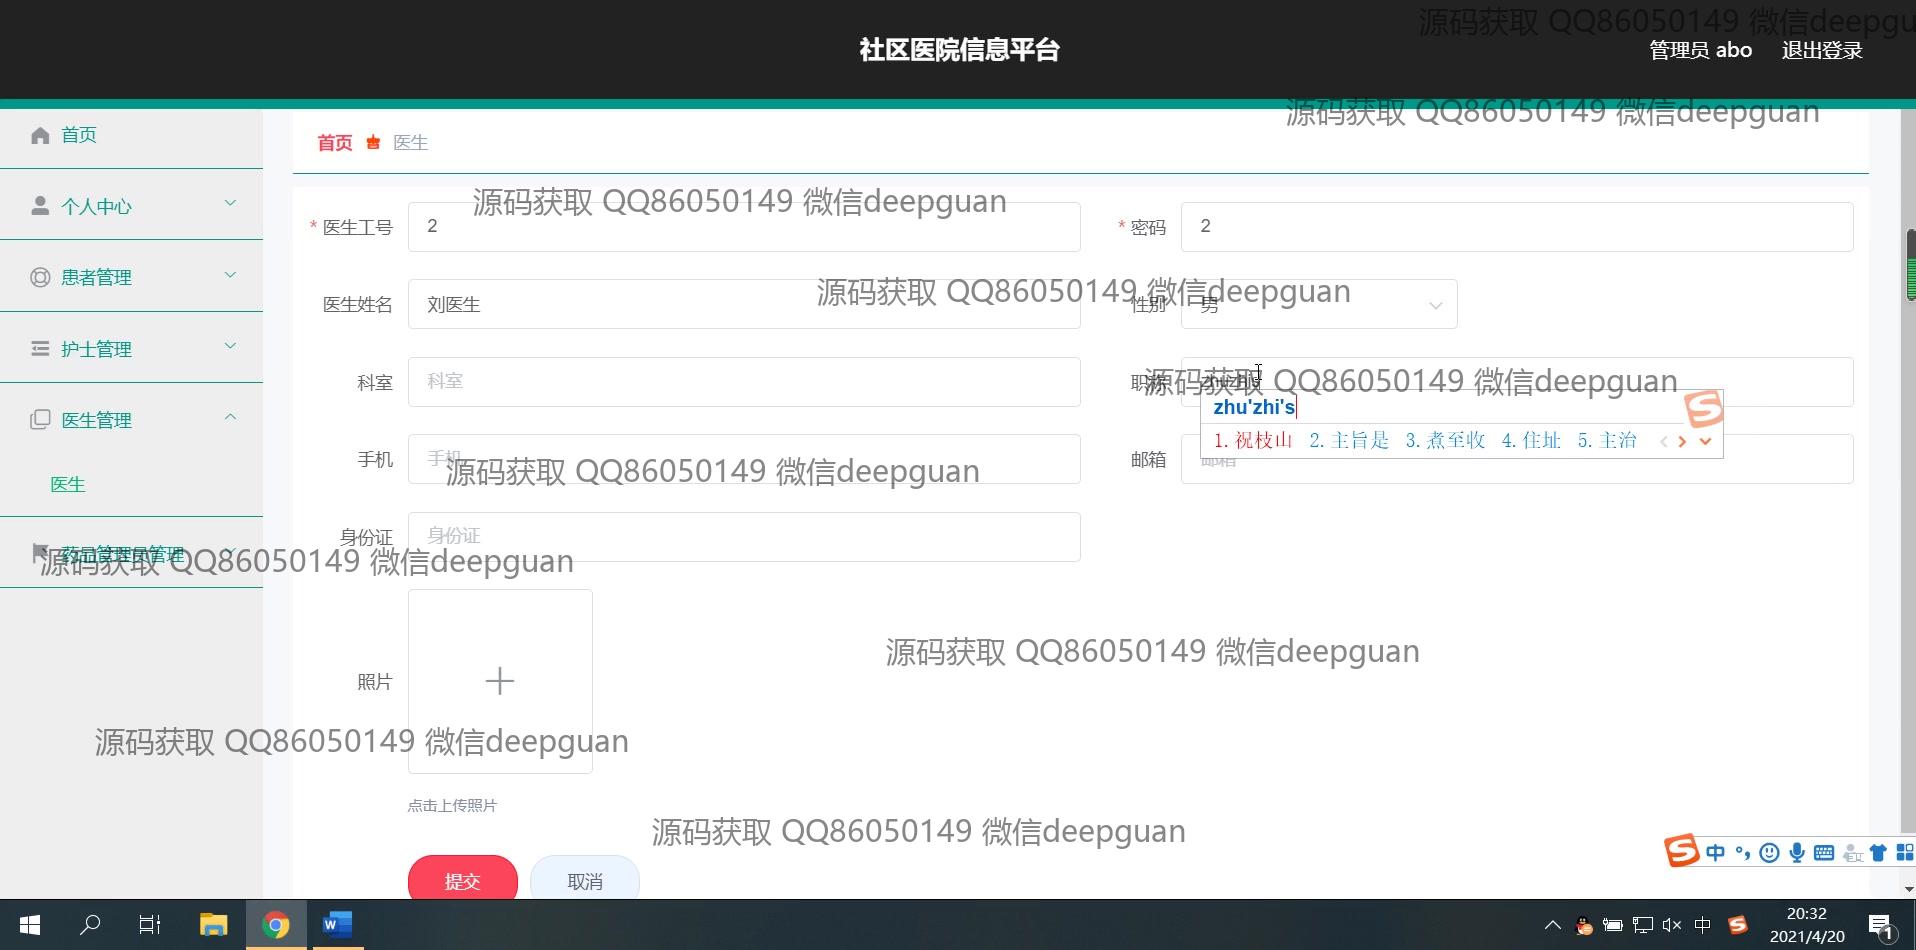 社区医院信息平台
管理员 abo 退出登录
源码获取 QQ86050149 微信deepgu
首页
个人中心
患者管理
护士管理
医生管理
医生
药品管理员管理
首页 医生
源码获取 QQ86050149 微信deepguan
源码获取 QQ86050149 微信deepguan
* 医生工号 2
* 密码 2
源码获取 QQ86050149 微信deepguan
医生姓名 刘医生
性别 男
科室 科室
职称 zhuzhis
源码获取 QQ86050149 微信deepguan
zhu'zhi's
1.祝枝山 2.主旨是 3.煮至收 4.住址 5.主治
手机 手机
源码获取 QQ86050149 微信deepguan
邮箱 邮箱
身份证 身份证
源码获取 QQ86050149 微信deepguan
照片
源码获取 QQ86050149 微信deepguan
源码获取 QQ86050149 微信deepguan
点击上传照片
源码获取 QQ86050149 微信deepguan
提交 取消
中
中
20:32
2021/4/20
1